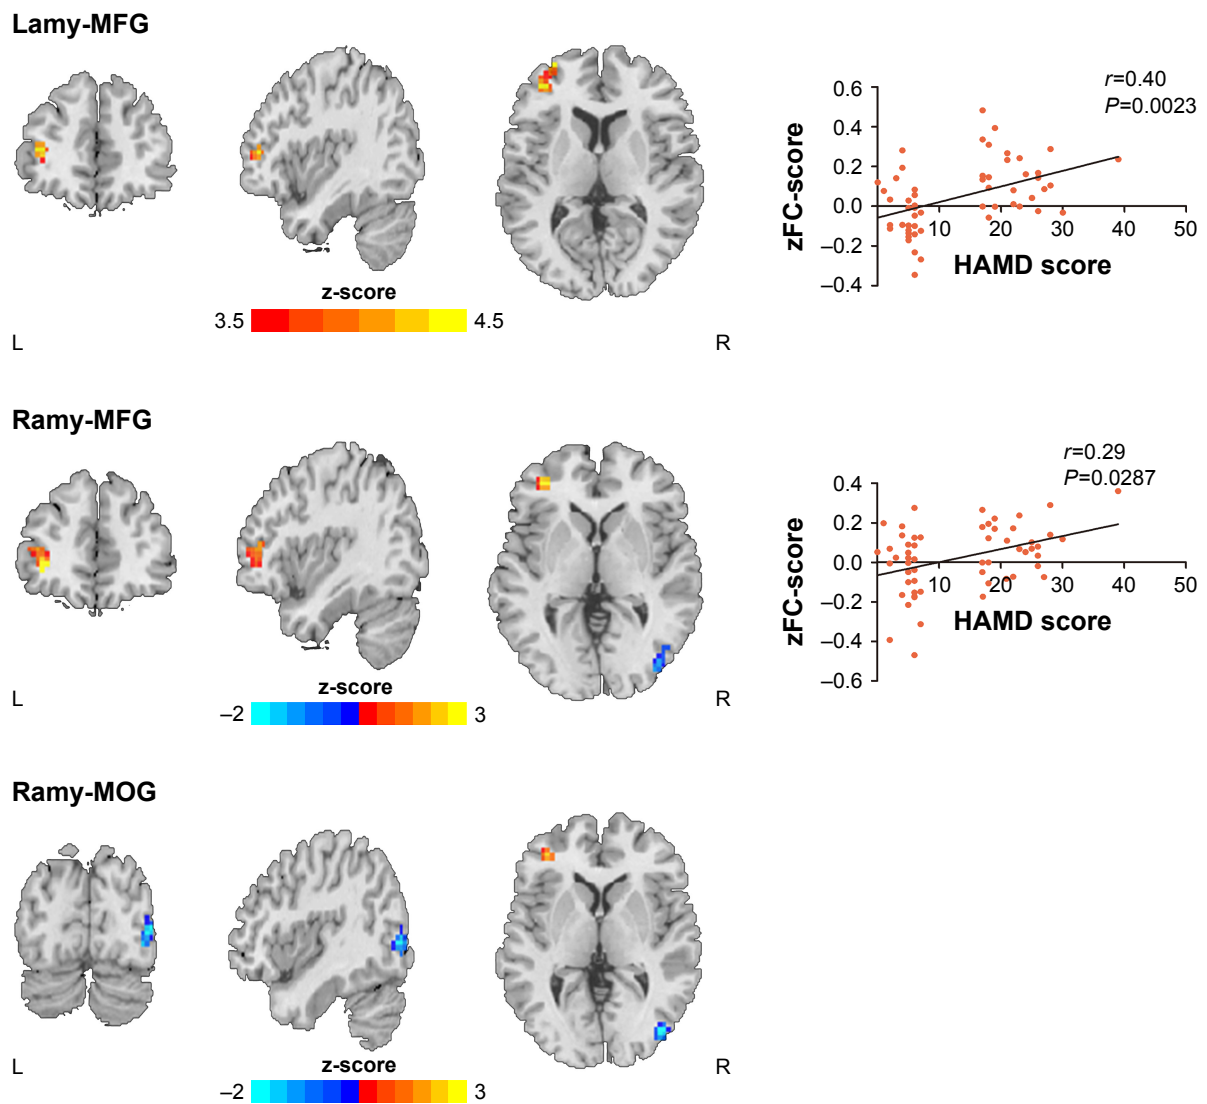 Lamy-MFG
r=0.40
P=0.0023
0.6
0.4
0.2
0.0
–0.2
–0.4
zFC-score
10 20 30 40 50
HAMD score
z-score
3.5 4.5
L R
Ramy-MFG
r=0.29
P=0.0287
0.4
0.2
0.0
–0.2
–0.4
–0.6
zFC-score
10 20 30 40 50
HAMD score
z-score
–2 3
L R
Ramy-MOG
L R
z-score
–2 3